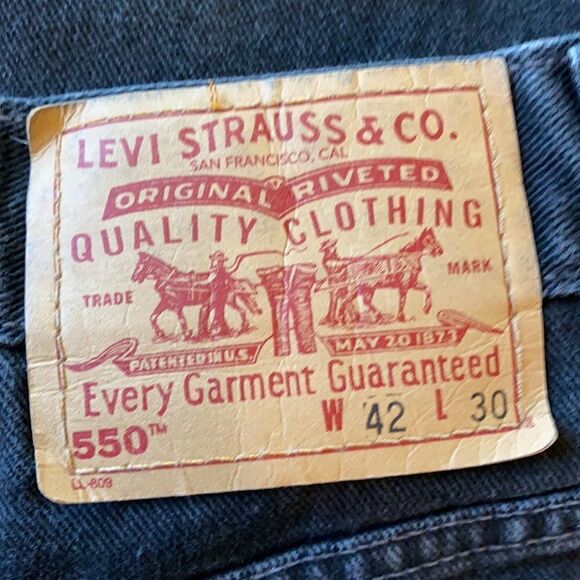 LEVI STRAUSS & CO.
SAN FRANCISCO, CAL
ORIGINAL RIVETED
QUALITY CLOTHING
TRADE MARK
PATENTED IN U.S. MAY 20 1873
Every Garment Guaranteed
550™ W 42 L 30
LL-809